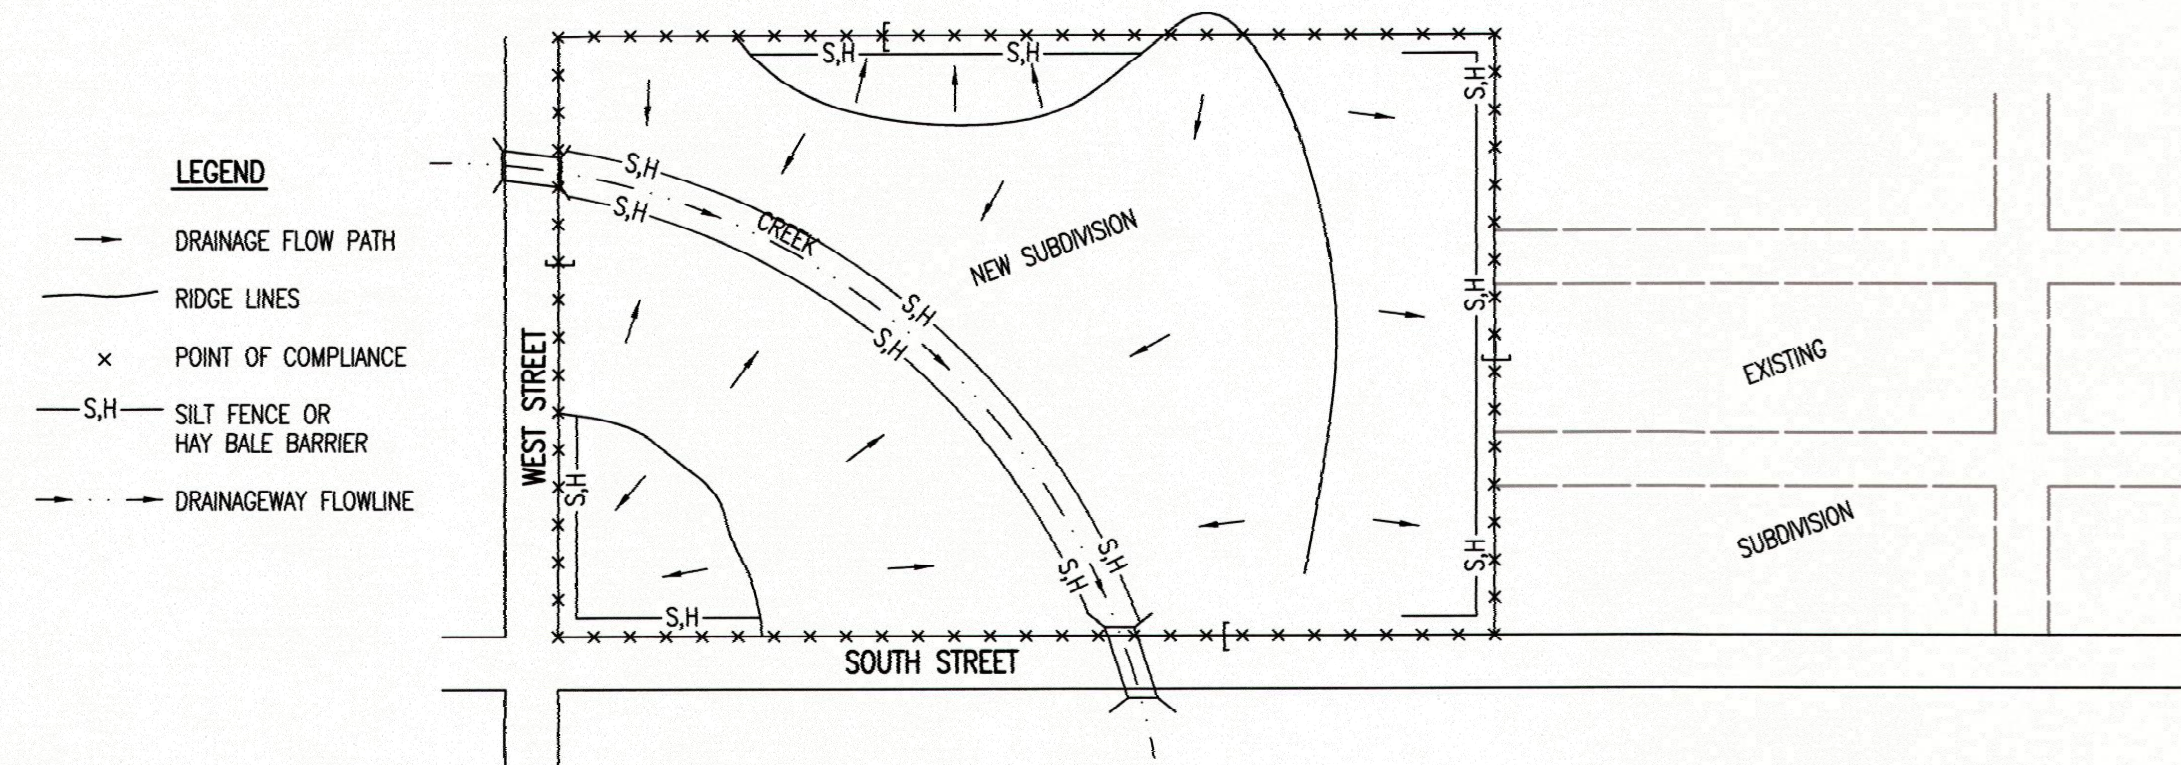 LEGEND
DRAINAGE FLOW PATH
RIDGE LINES
POINT OF COMPLIANCE
S,H
SILT FENCE OR
HAY BALE BARRIER
DRAINAGEWAY FLOWLINE
S,H
S,H
S,H
S,H
S,H
CREEK
NEW SUBDIVISION
S,H
S,H
S,H
WEST STREET
EXISTING
S,H
S,H
S,H
S,H
SUBDIVISION
S,H
SOUTH STREET